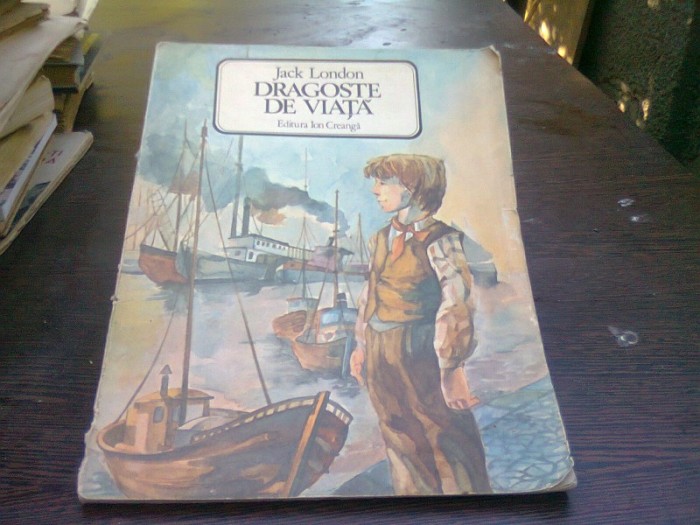 Jack London
DRAGOSTE
DE VIAȚĂ
Editura Ion Creangă